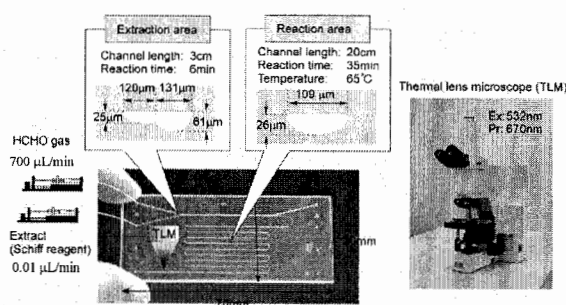 Extraction area
Channel length: 3cm
Reaction time: 6min
120μm 131μm
25μm
61μm
Reaction area
Channel length: 20cm
Reaction time: 35min
Temperature: 65℃
109 μm
26μm
Thermal lens microscope (TLM)
Ex: 532nm
Pr: 670nm
HCHO gas
700 μL/min
Extract
(Schiff reagent)
0.01 μL/min
TLM